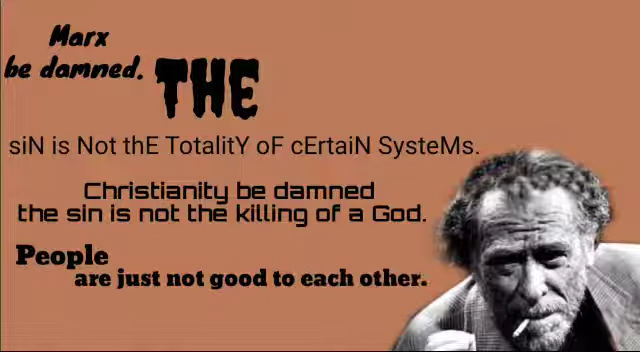 Marx
be damned. THE
siN is Not thE TotalitY oF cErtaiN SysteMs.
Christianity be damned
the sin is not the killing of a God.
People
are just not good to each other.